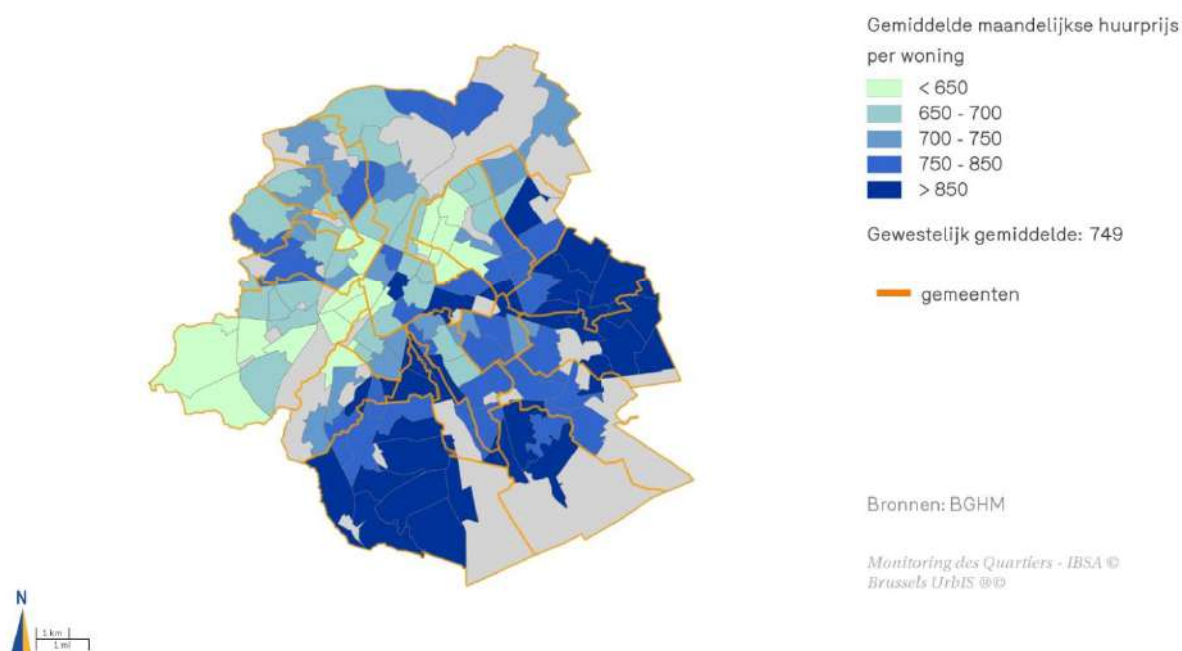 Gemiddelde maandelijkse huurprijs
per woning
< 650
650 - 700
700 - 750
750 - 850
> 850
Gewestelijk gemiddelde: 749
gemeenten
Bronnen: BGHM
Monitoring des Quartiers - IBSA ©
Brussels UrbIS ®©
N
1 km
1 mi